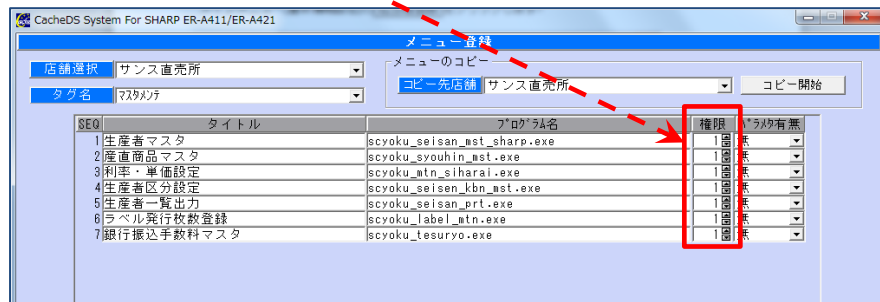 CacheDS System For SHARP ER-A411/ER-A421
メニュー登録
店舗選択 サンス直売所
メニューのコピー
コピー先店舗 サンス直売所 コピー開始
タグ名 ﾏｽﾀﾒﾝﾃ
SEQ タイトル ﾌﾟﾛｸﾞﾗﾑ名 権限 ﾊﾟﾗﾒﾀ有無
1 生産者マスタ scyoku_seisan_mst_sharp.exe 1 無
2 産直商品マスタ scyoku_syouhin_mst.exe 1 無
3 利率・単価設定 scyoku_mtn_siharai.exe 1 無
4 生産者区分設定 scyoku_seisen_kbn_mst.exe 1 無
5 生産者一覧出力 scyoku_seisan_prt.exe 1 無
6 ラベル発行枚数登録 scyoku_label_mtn.exe 1 無
7 銀行振込手数料マスタ scyoku_tesuryo.exe 1 無